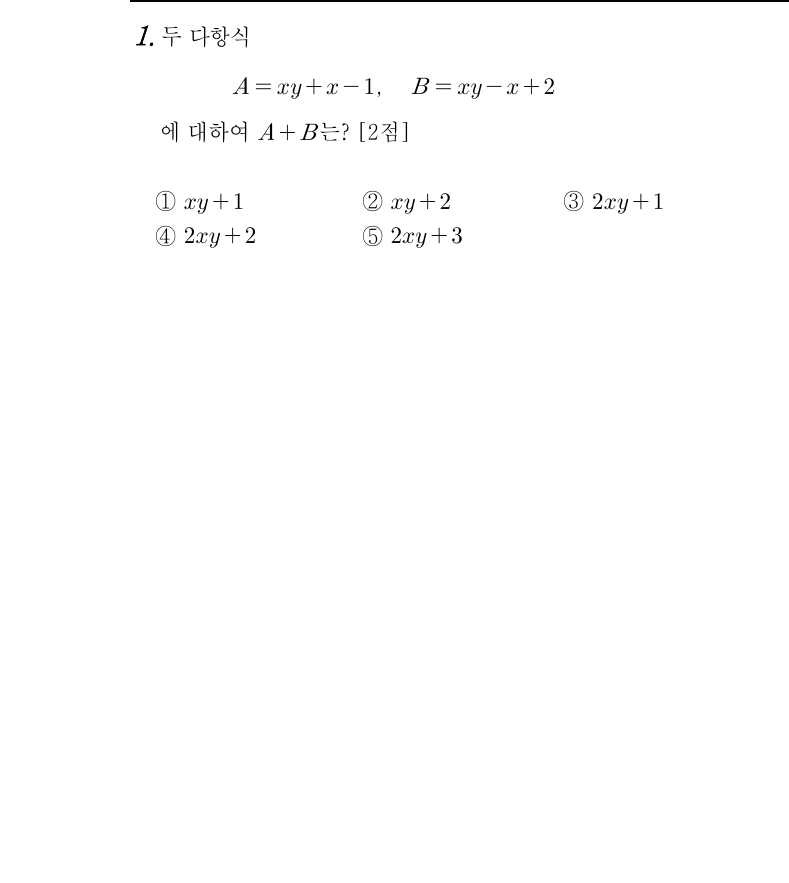 1. 두 다항식
A=xy+x-1, B=xy-x+2
에 대하여 A+B는? [2점]
① xy+1 ② xy+2 ③ 2xy+1
④ 2xy+2 ⑤ 2xy+3